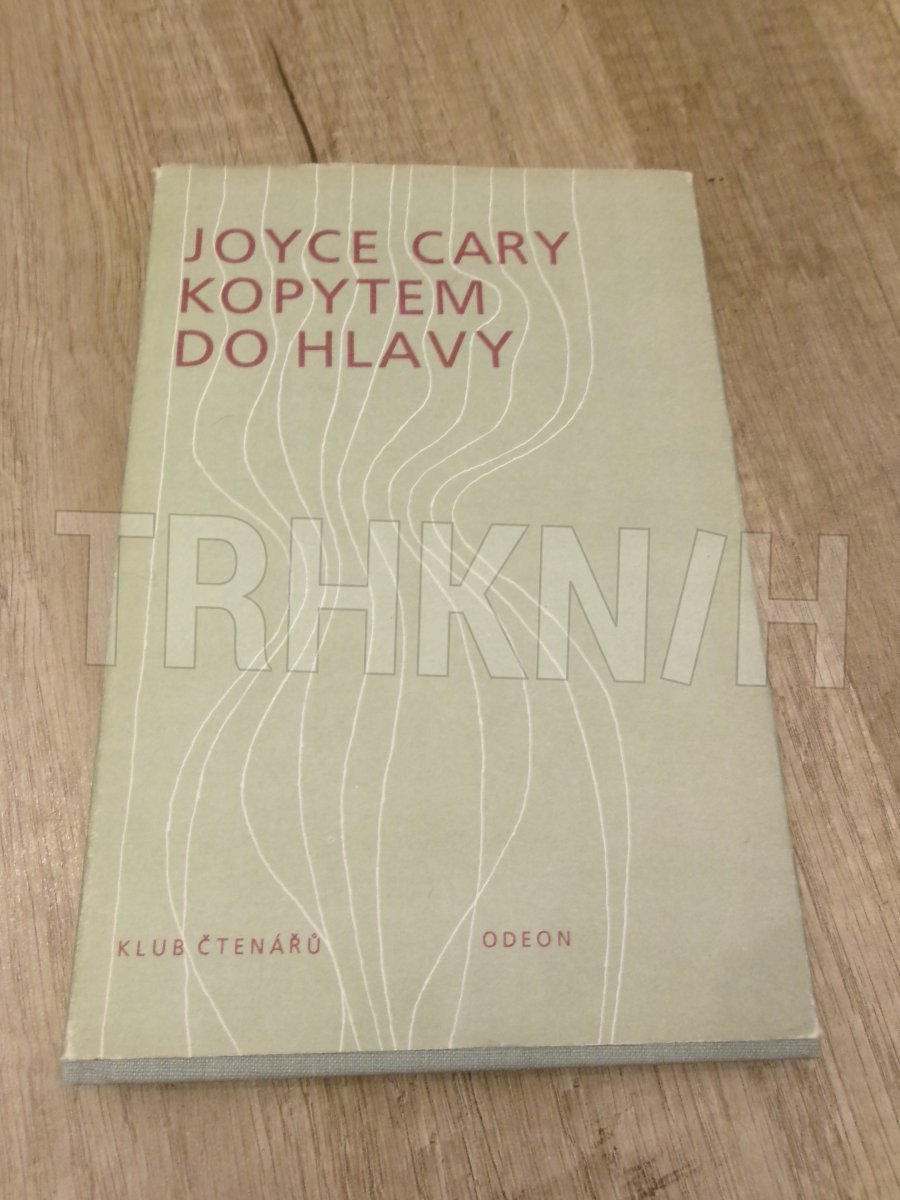 JOYCE CARY
KOPYTEM
DO HLAVY
TRHKNIH
KLUB ČTENÁŘŮ
ODEON